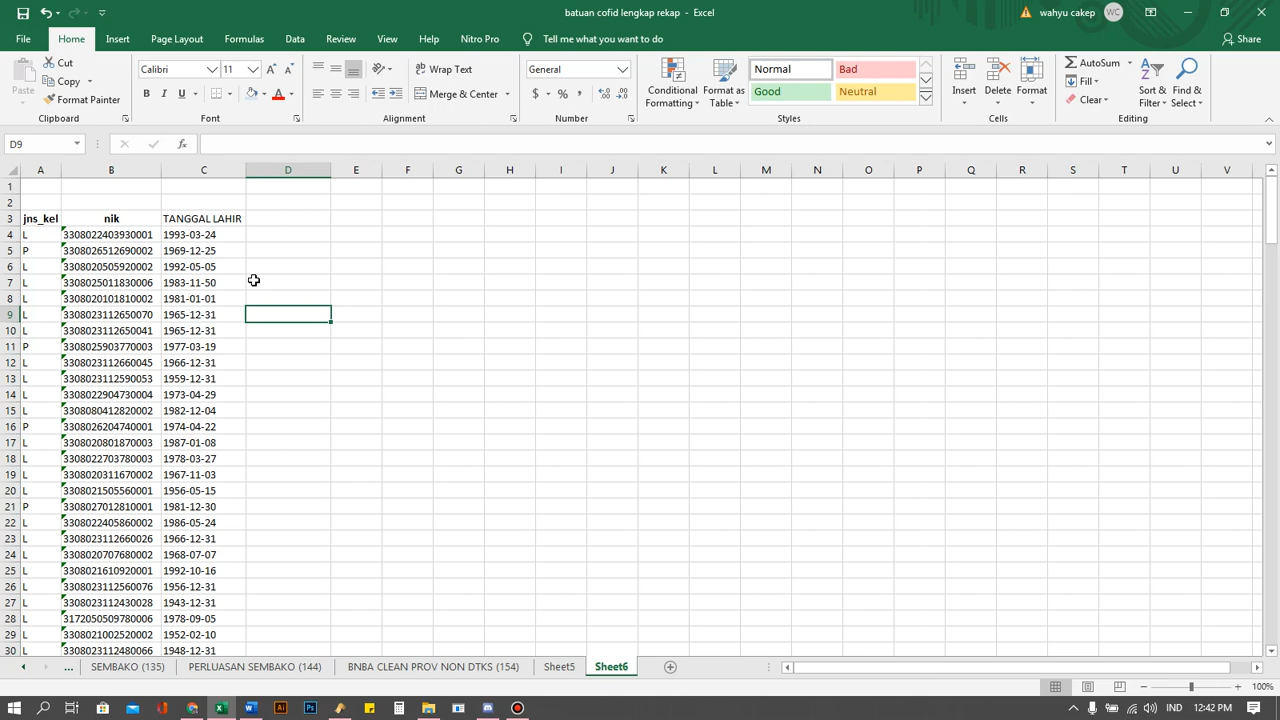 batuan cofid lengkap rekap - Excel
wahyu cakep WC
File Home Insert Page Layout Formulas Data Review View Help Nitro Pro Tell me what you want to do Share
Paste Cut Copy Format Painter Clipboard
Calibri 11 B I U A A A Font
ab Wrap Text Merge & Center Alignment
General $ % , Number
Conditional Formatting Format as Table Normal Bad Good Neutral Styles
Insert Delete Format Cells
AutoSum Fill Clear Sort & Filter Find & Select Editing
D9 fx
A B C D E F G H I J K L M N O P Q R S T U V
1
2
3 jns_kel nik TANGGAL LAHIR
4 L 3308022403930001 1993-03-24
5 P 3308026512690002 1969-12-25
6 L 3308020505920002 1992-05-05
7 L 3308025011830006 1983-11-50
8 L 3308020101810002 1981-01-01
9 L 3308023112650070 1965-12-31
10 L 3308023112650041 1965-12-31
11 P 3308025903770003 1977-03-19
12 L 3308023112660045 1966-12-31
13 L 3308023112590053 1959-12-31
14 L 3308022904730004 1973-04-29
15 L 3308080412820002 1982-12-04
16 P 3308026204740001 1974-04-22
17 L 3308020801870003 1987-01-08
18 L 3308022703780003 1978-03-27
19 L 3308020311670002 1967-11-03
20 L 3308021505560001 1956-05-15
21 P 3308027012810001 1981-12-30
22 L 3308022405860002 1986-05-24
23 L 3308023112660026 1966-12-31
24 L 3308020707680002 1968-07-07
25 L 3308021610920001 1992-10-16
26 L 3308023112560076 1956-12-31
27 L 3308023112430028 1943-12-31
28 L 3172050509780006 1978-09-05
29 L 3308021002520002 1952-02-10
30 L 3308023112480066 1948-12-31
... SEMBAKO (135) PERLUASAN SEMBAKO (144) BNBA CLEAN PROV NON DTKS (154) Sheet5 Sheet6
100%
Ai Ps W IND 12:42 PM